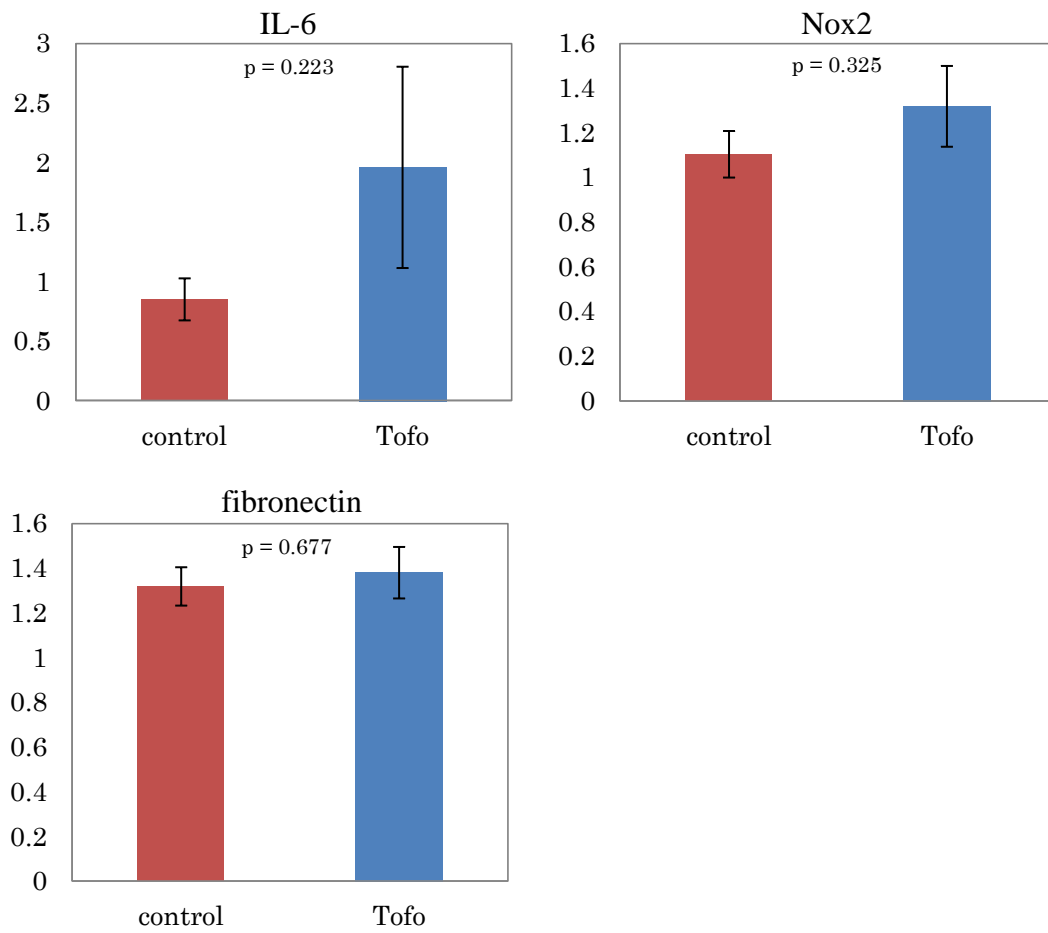 IL-6
p = 0.223
3
2.5
2
1.5
1
0.5
0
control Tofo
Nox2
p = 0.325
1.6
1.4
1.2
1
0.8
0.6
0.4
0.2
0
control Tofo
fibronectin
p = 0.677
1.6
1.4
1.2
1
0.8
0.6
0.4
0.2
0
control Tofo